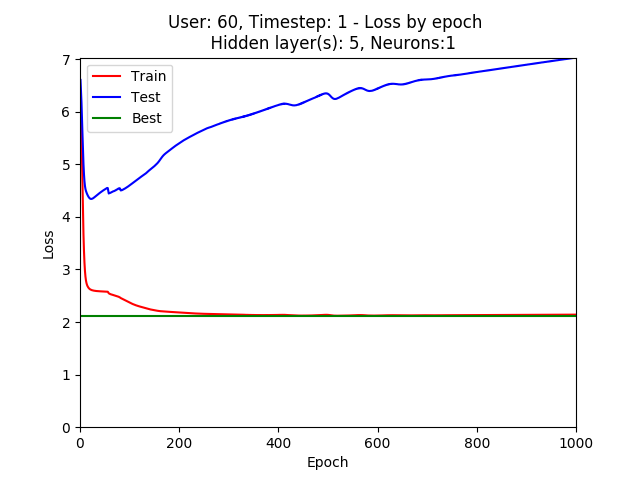 User: 60, Timestep: 1 - Loss by epoch
Hidden layer(s): 5, Neurons:1
Train
Test
Best
7
6
5
4
3
2
1
0
Loss
0 200 400 600 800 1000
Epoch